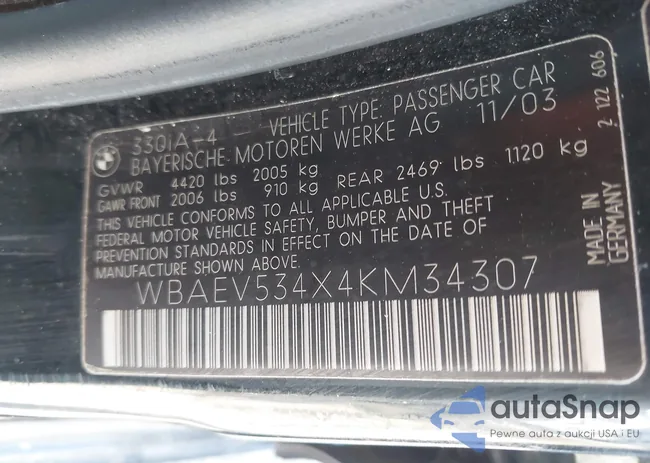 330iA-4 VEHICLE TYPE: PASSENGER CAR
BAYERISCHE MOTOREN WERKE AG 11/03
GVWR 4420 lbs 2005 kg
GAWR FRONT 2006 lbs 910 kg REAR 2469 lbs 1120 kg
THIS VEHICLE CONFORMS TO ALL APPLICABLE U.S.
FEDERAL MOTOR VEHICLE SAFETY, BUMPER AND THEFT
PREVENTION STANDARDS IN EFFECT ON THE DATE OF
MANUFACTURE SHOWN ABOVE.
WBAEV534X4KM34307
2 122 606
MADE IN
GERMANY
autoSnap
Pewne auta z aukcji USA i EU